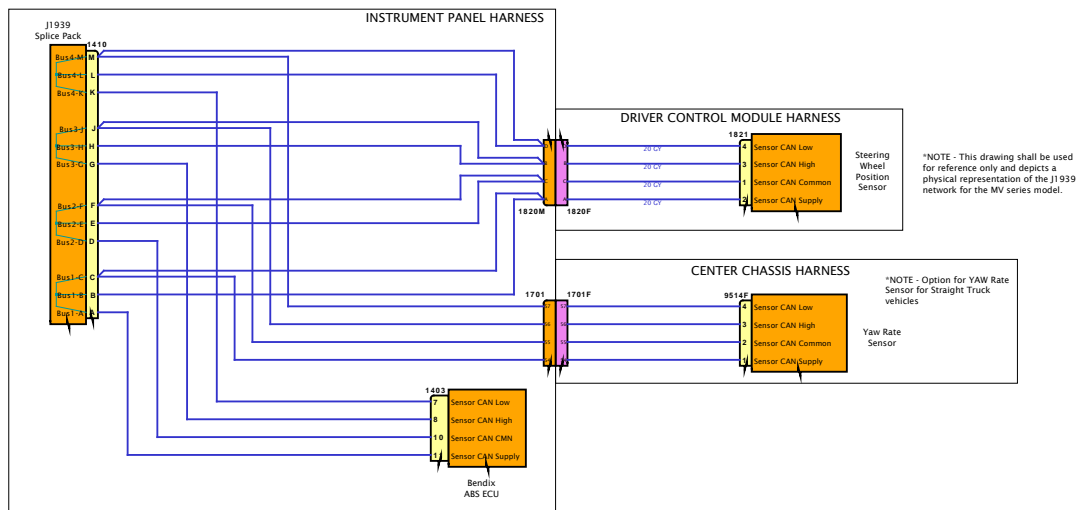 INSTRUMENT PANEL HARNESS
J1939
Splice Pack
1410
Bus4-M M
Bus4-L L
Bus4-K K
Bus3-J J
Bus3-H H
Bus3-G G
Bus2-F F
Bus2-E E
Bus2-D D
Bus1-C C
Bus1-B B
Bus1-A A
DRIVER CONTROL MODULE HARNESS
1821
20 GY 4 Sensor CAN Low
20 GY 3 Sensor CAN High
C C 20 GY 1 Sensor CAN Common
A A 20 GY 2 Sensor CAN Supply
1820M 1820F
Steering
Wheel
Position
Sensor
*NOTE - This drawing shall be used
for reference only and depicts a
physical representation of the J1939
network for the MV series model.
CENTER CHASSIS HARNESS
*NOTE - Option for YAW Rate
Sensor for Straight Truck
vehicles
1701 1701F 9514F
57 57 4 Sensor CAN Low
56 56 3 Sensor CAN High
55 55 2 Sensor CAN Common
Sensor CAN Supply
Yaw Rate
Sensor
1403
7 Sensor CAN Low
8 Sensor CAN High
10 Sensor CAN CMN
Sensor CAN Supply
Bendix
ABS ECU